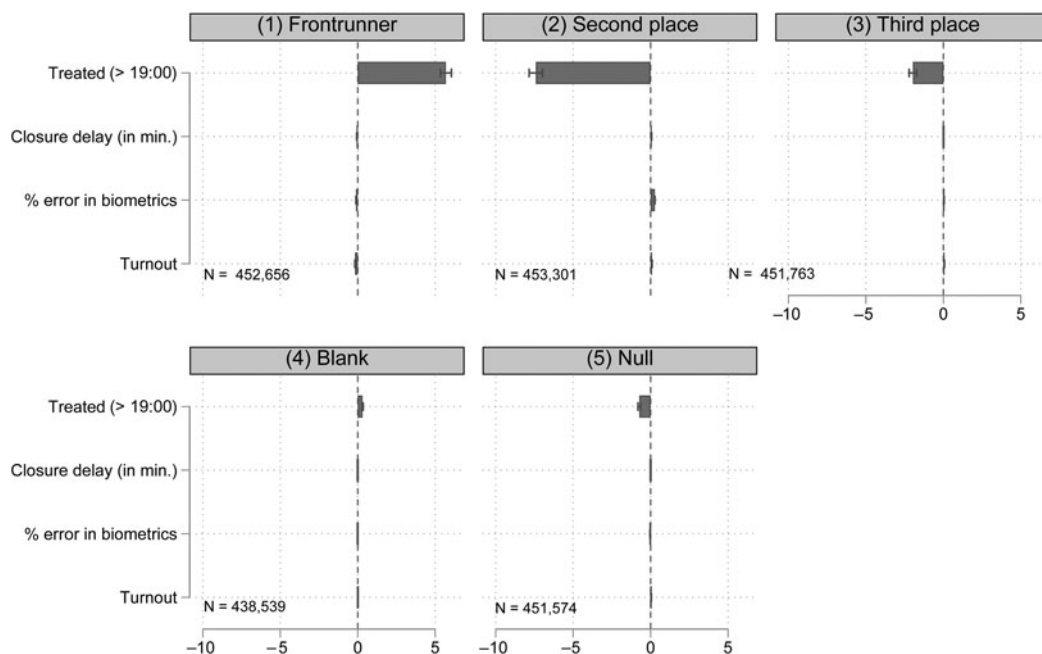 (1) Frontrunner
(2) Second place
(3) Third place
Treated (> 19:00)
Closure delay (in min.)
% error in biometrics
Turnout
N = 452,656
N = 453,301
N = 451,763
–10 –5 0 5
(4) Blank
(5) Null
Treated (> 19:00)
Closure delay (in min.)
% error in biometrics
Turnout
N = 438,539
N = 451,574
–10 –5 0 5
–10 –5 0 5